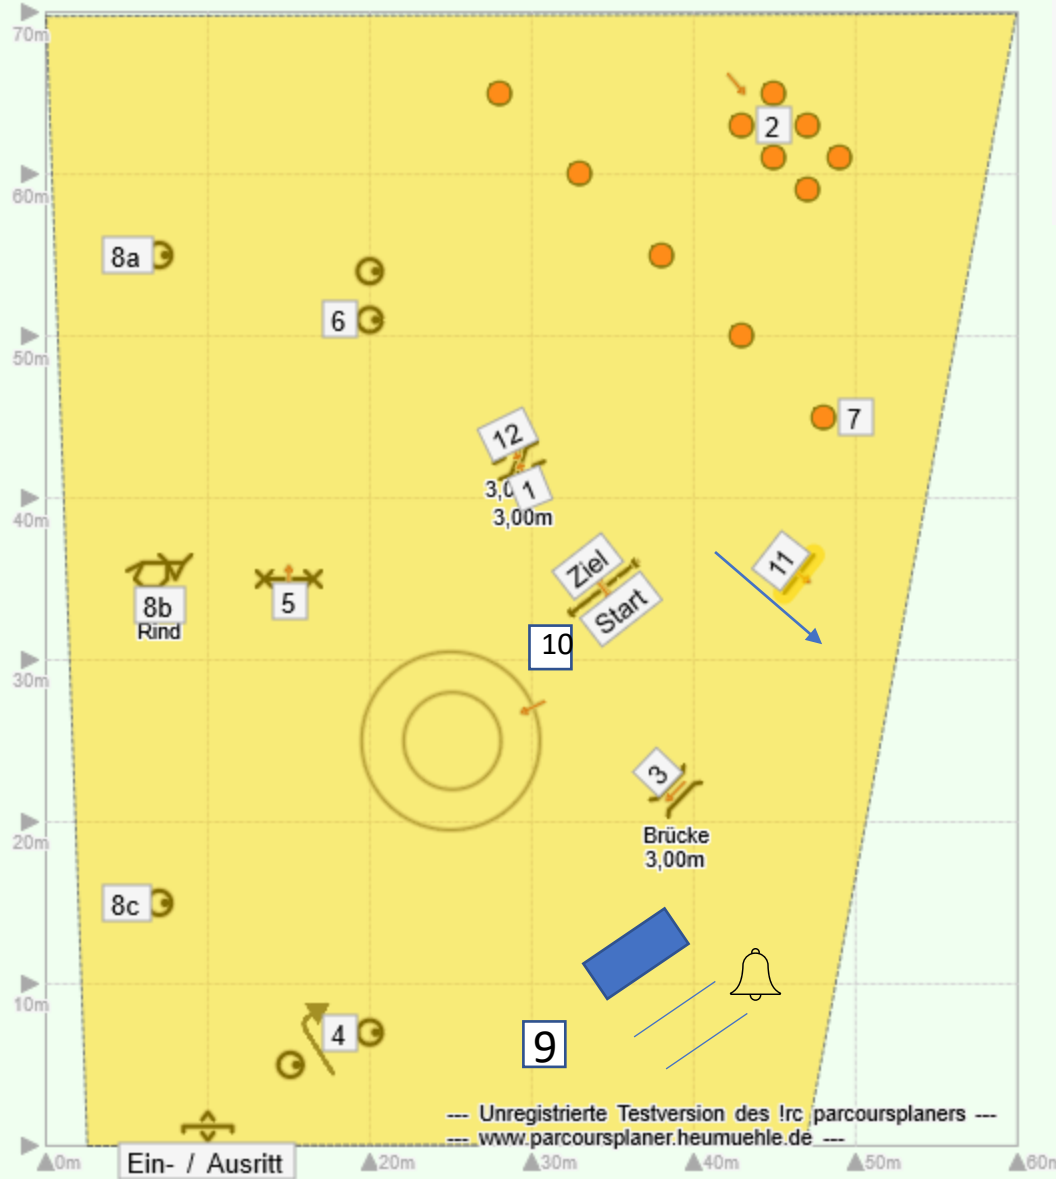 70m
2
60m
8a
6
50m
7
12
3,0
1
40m
3,00m
11
Ziel
Start
5
8b
Rind
10
30m
3
20m
Brücke
3,00m
8c
10m
4
9
--- Unregistrierte Testversion des !rc parcoursplaners ---
--- www.parcoursplaner.heumuehle.de ---
Ein- / Ausritt
0m
20m
30m
40m
50m
60m